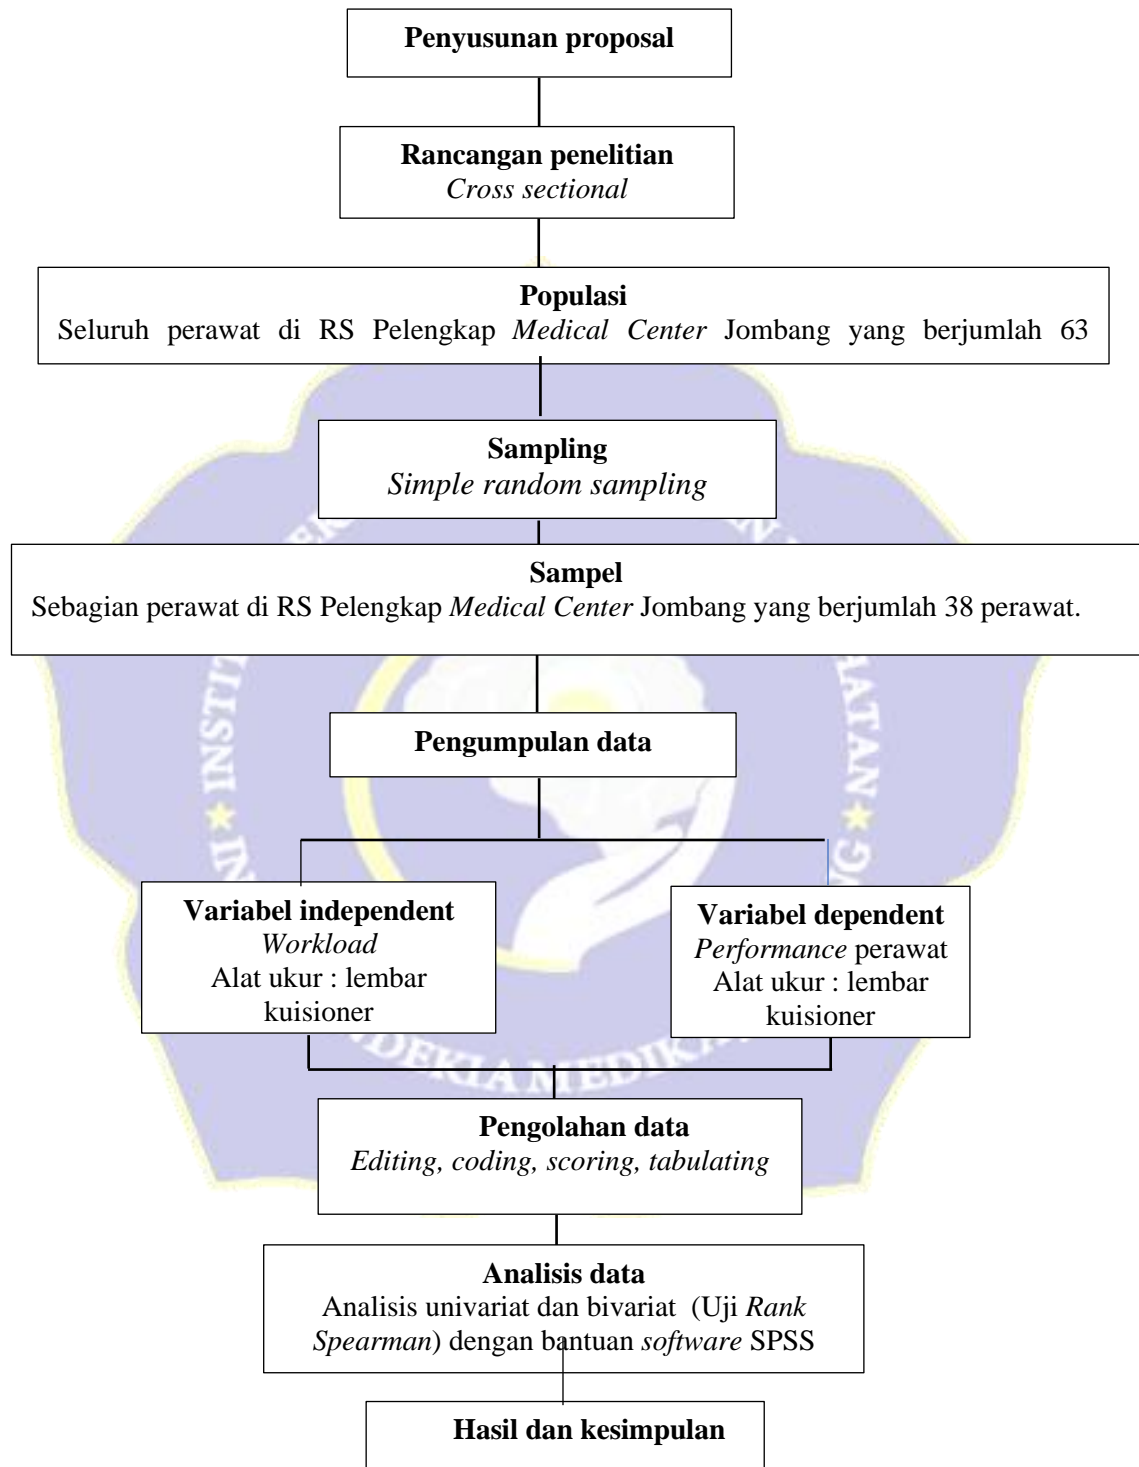 Penyusunan proposal
Rancangan penelitian
Cross sectional
Populasi
Seluruh perawat di RS Pelengkap Medical Center Jombang yang berjumlah 63
Sampling
Simple random sampling
Sampel
Sebagian perawat di RS Pelengkap Medical Center Jombang yang berjumlah 38 perawat.
Pengumpulan data
Variabel independent
Workload
Alat ukur : lembar
kuisioner
Variabel dependent
Performance perawat
Alat ukur : lembar
kuisioner
Pengolahan data
Editing, coding, scoring, tabulating
Analisis data
Analisis univariat dan bivariat (Uji Rank
Spearman) dengan bantuan software SPSS
Hasil dan kesimpulan